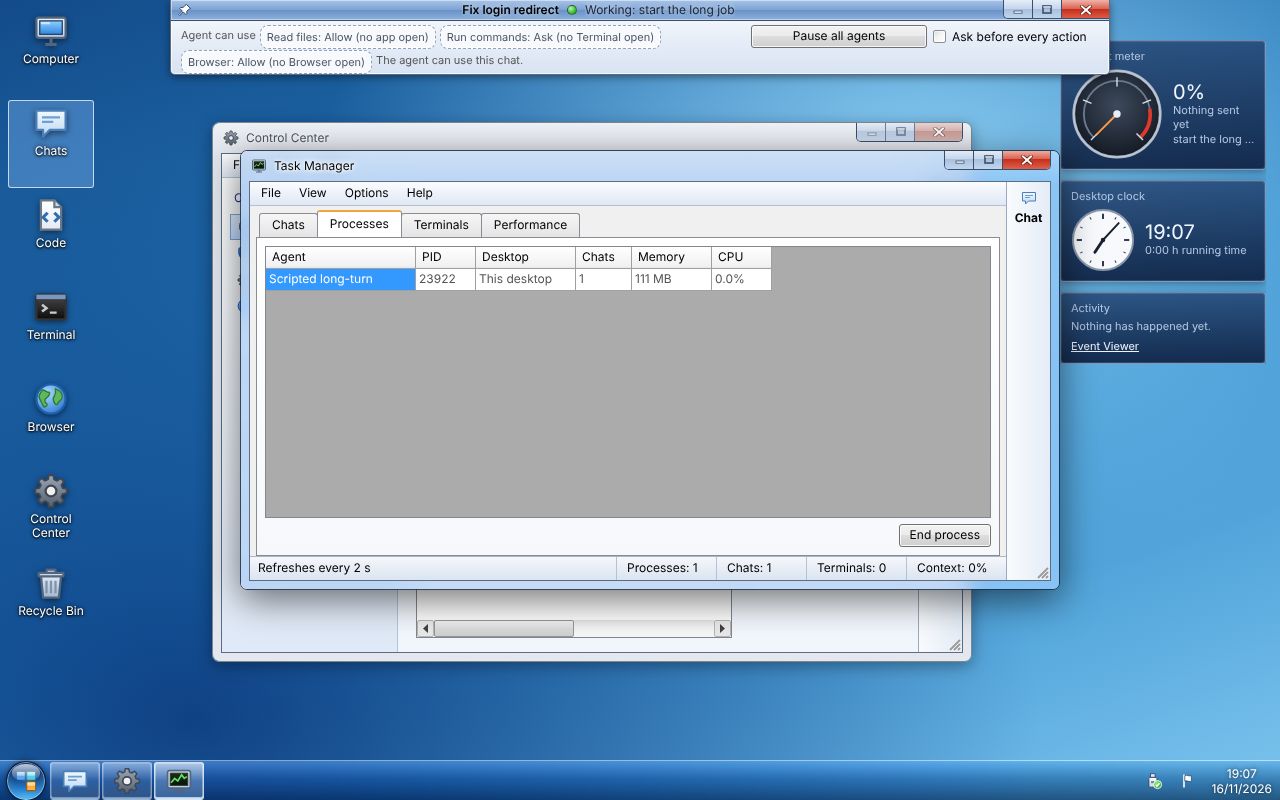 Fix login redirect Working: start the long job
Agent can use Read files: Allow (no app open) Run commands: Ask (no Terminal open)
Browser: Allow (no Browser open) The agent can use this chat.
Pause all agents Ask before every action
Computer
Chats
Code
Terminal
Browser
Control
Center
Recycle Bin
Control Center
Task Manager
File View Options Help
Chats Processes Terminals Performance
Agent PID Desktop Chats Memory CPU
Scripted long-turn 23922 This desktop 1 111 MB 0.0%
End process
Refreshes every 2 s Processes: 1 Chats: 1 Terminals: 0 Context: 0%
Chat
meter
0%
Nothing sent
yet
start the long ...
Desktop clock
19:07
0:00 h running time
Activity
Nothing has happened yet.
Event Viewer
19:07
16/11/2026